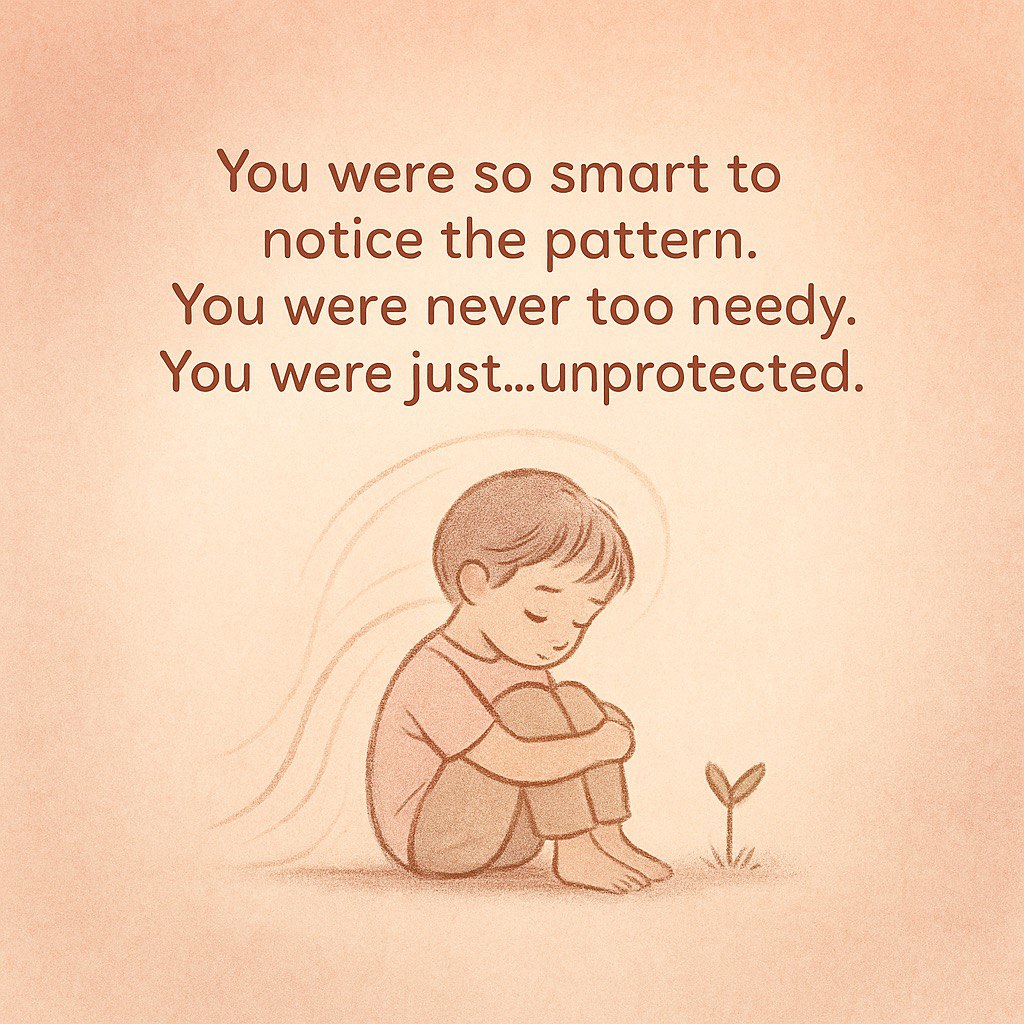 You were so smart to
notice the pattern.
You were never too needy.
You were just...unprotected.